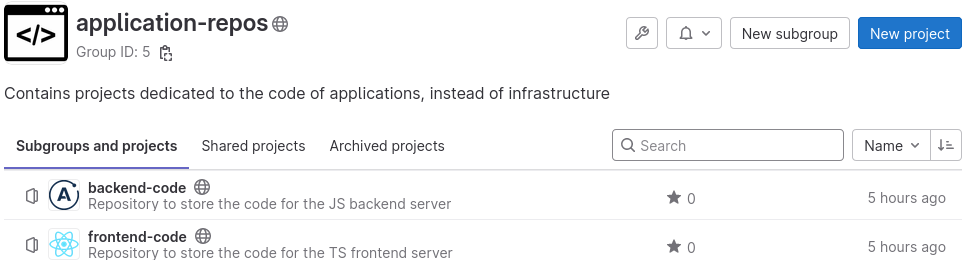 </>
application-repos
Group ID: 5
New subgroup
New project
Contains projects dedicated to the code of applications, instead of infrastructure
Subgroups and projects Shared projects Archived projects
Search
Name
backend-code
Repository to store the code for the JS backend server
0
5 hours ago
frontend-code
Repository to store the code for the TS frontend server
0
5 hours ago